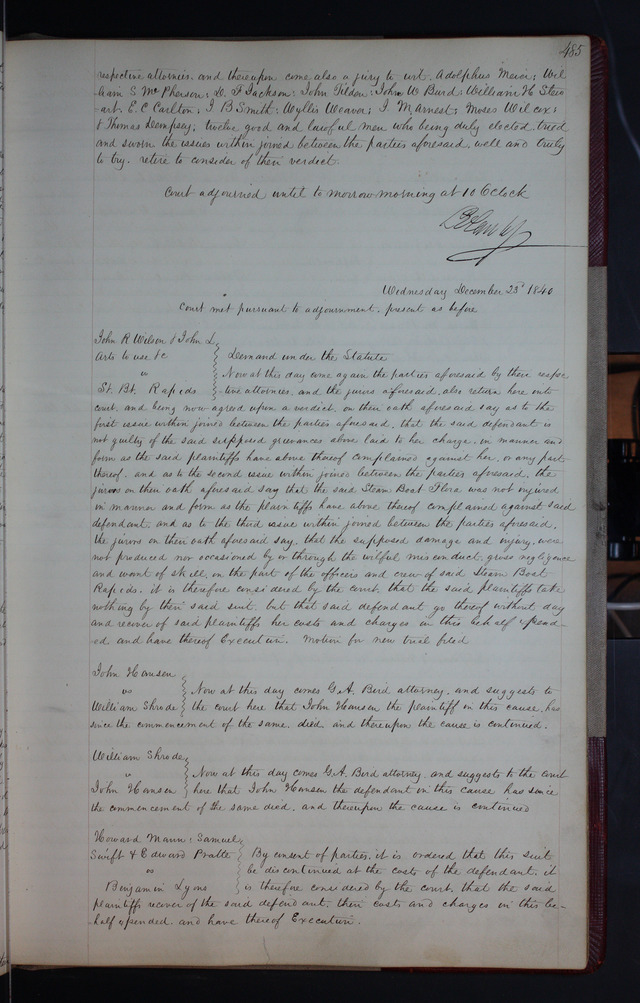 485
respective attornies. and thereupon come also a jury to wit. Adolphus Meier; Wil
liam S McPherson; D. T Jackson: John Tilden: John W Burd: William H Stew
art. E. C Carlton; J B Smith: Wyllis Weaver; J. Marnest; Moses Wilcox;
& Thomas Dempsey; twelve good and lawful men who being duly elected. tried
and sworn the issues within joined between the parties aforesaid, well and truly
to try. retire to consider of their verdict.
Court adjourned until to morrow morning at 10 OClock
Wednesday December 23d 1840
Court met pursuant to adjournment. present as before
John R Wilson & John L
Arts to use &c
Demand under the Statute
vs
Now at this day come again the parties aforesaid by their respec
St. Bt. Rapids
-tive attornies. and the jurors aforesaid, also return here into
court. and being now agreed upon a verdict. on their oath aforesaid say as to the
first issue within joined between the parties aforesaid, that the said defendant is
not guilty of the said supposed grievances above laid to her charge. in manner and
form as the said plaintiffs have above thereof complained against her, or any part
thereof. and as to the second issue within joined between the parties aforesaid. the
jurors on their oath aforesaid say that the said Steam Boat Flora was not injured
in manner and form as the plaintiffs have above thereof complained against said
defendant. and as to the third issue within joined between the parties aforesaid.
the jurors on their oath aforesaid say. that the supposed damage and injury, were
not produced nor occasioned by or through the wilful misconduct, gross negligence
and want of skill, on the part of the officers and crew of said Steam Boat
Rapids. it is therefore considered by the court. that the said plaintiffs take
nothing by their said suit. but that said defendant go thereof without day
and recover of said plaintiffs her costs and charges in this behalf expend-
ed. and have thereof Execution. Motion for new trial filed
John Hansen
vs
Now at this day comes G. A. Bird attorney. and suggests to
William Shrode
the court here that John Hansen the plaintiff in this cause. has
since the commencement of the same. died. and thereupon the cause is continued.
William Shrode
vs
Now at this day comes G. A. Bird attorney. and suggests to the court
John Hansen
here that John Hansen the defendant in this cause has since
the commencement of the same died. and thereupon the cause is continued
Howard Mann; Samuel
Swift & Edward Pratte
By consent of parties. it is ordered that this suit
vs
be discontinued at the costs of the defendant. it
Benjamin Lyons
is therefore considered by the court, that the said
plaintiffs recover of the said defendant. their costs and charges in this be-
-half expended. and have thereof Execution.